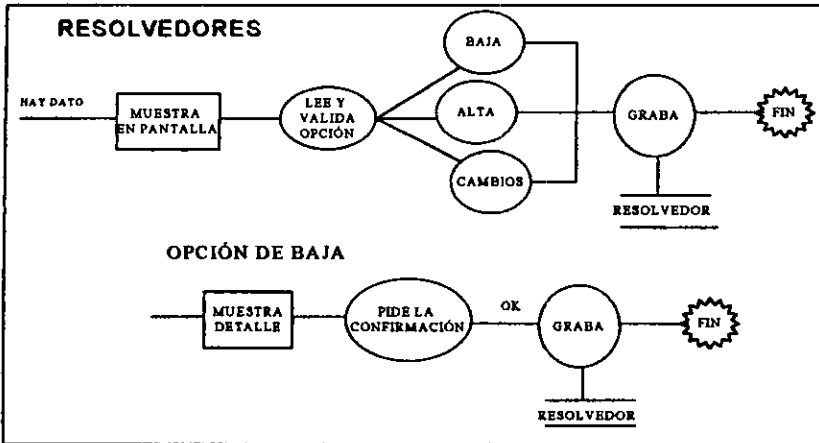 RESOLVEDORES
BAJA
HAY DATO
MUESTRA
EN PANTALLA
LEE Y
VALIDA
OPCIÓN
ALTA
GRABA
FIN
CAMBIOS
RESOLVEDOR
OPCIÓN DE BAJA
MUESTRA
DETALLE
PIDE LA
CONFIRMACIÓN
OK
GRABA
FIN
RESOLVEDOR